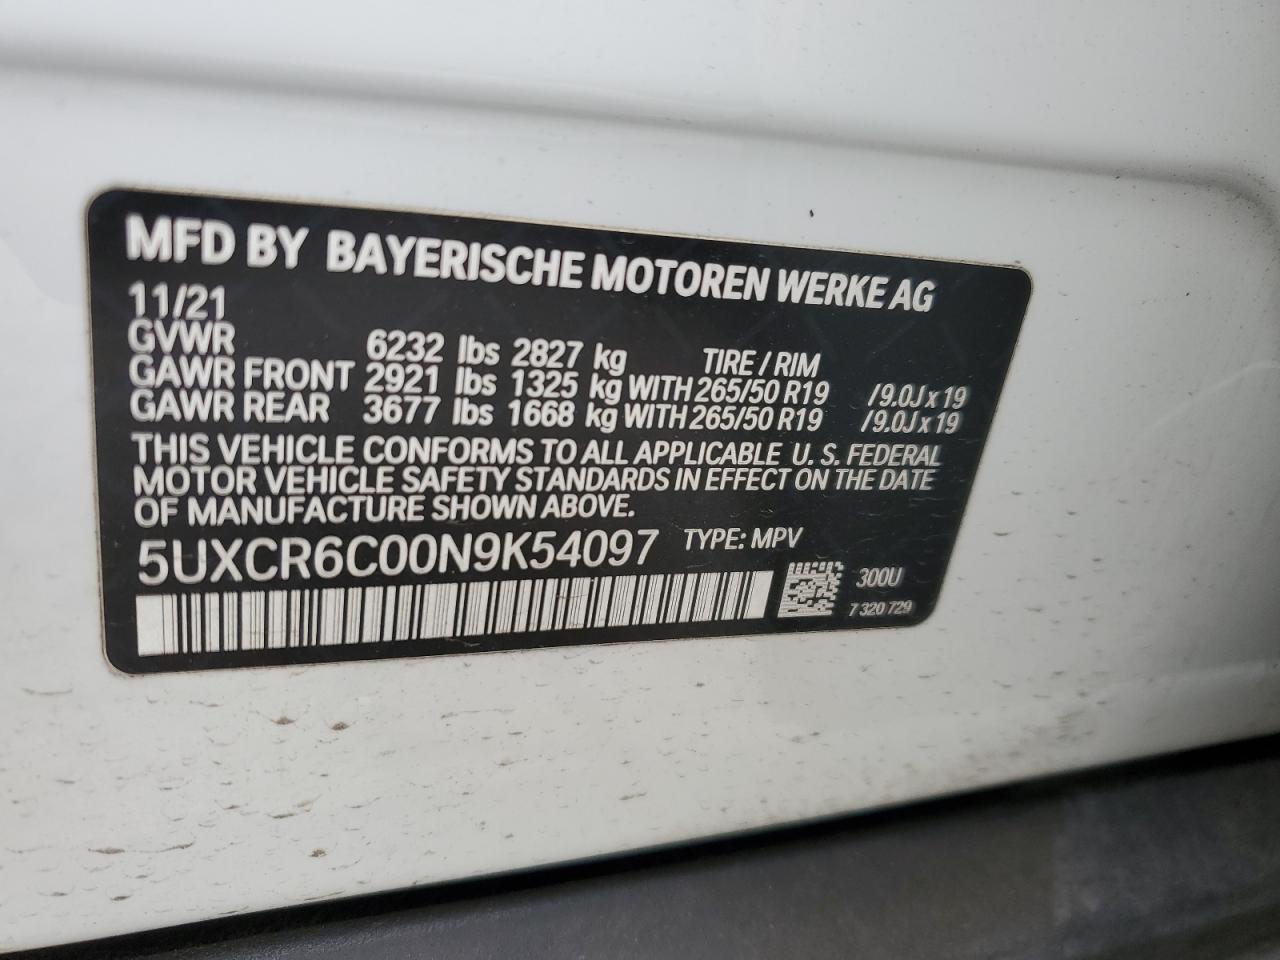 MFD BY BAYERISCHE MOTOREN WERKE AG
11/21
GVWR 6232 lbs 2827 kg TIRE / RIM
GAWR FRONT 2921 lbs 1325 kg WITH 265/50 R19 /9.0J x 19
GAWR REAR 3677 lbs 1668 kg WITH 265/50 R19 /9.0J x 19
THIS VEHICLE CONFORMS TO ALL APPLICABLE U. S. FEDERAL
MOTOR VEHICLE SAFETY STANDARDS IN EFFECT ON THE DATE
OF MANUFACTURE SHOWN ABOVE.
5UXCR6C00N9K54097 TYPE: MPV
300U
7 320 729